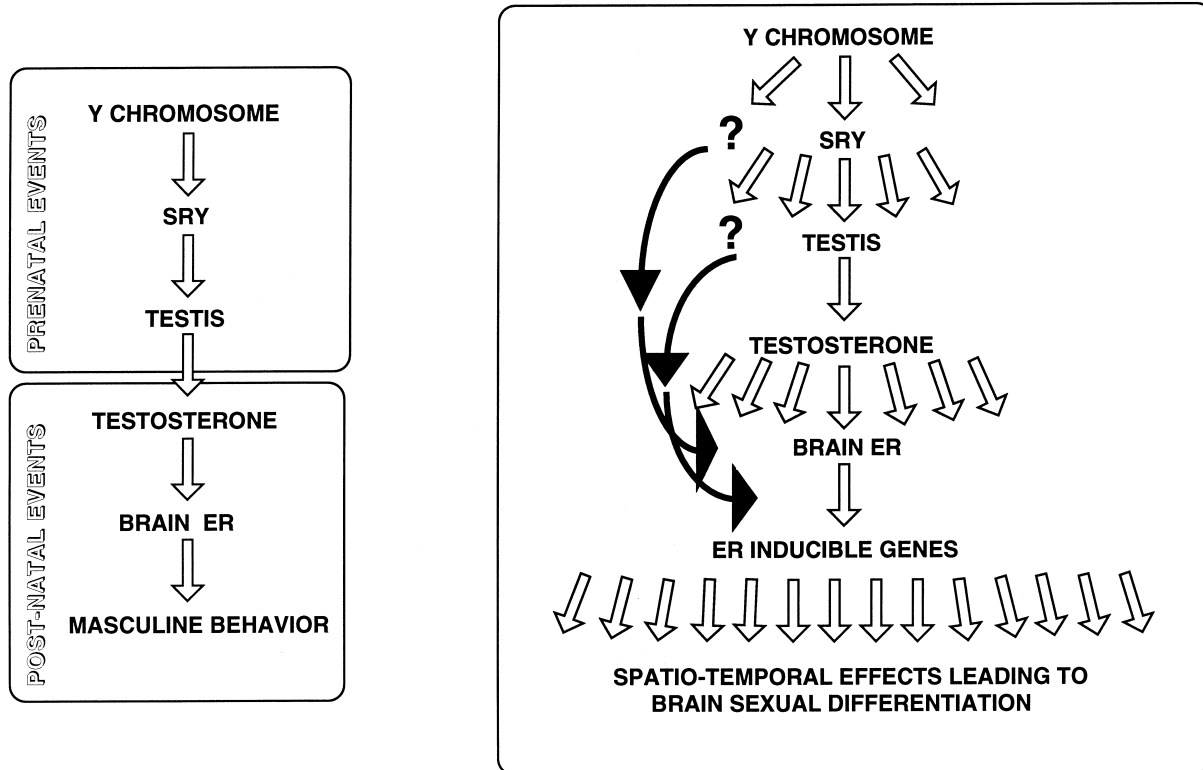 PRENATAL EVENTS
Y CHROMOSOME
SRY
TESTIS
POST-NATAL EVENTS
TESTOSTERONE
BRAIN ER
MASCULINE BEHAVIOR
Y CHROMOSOME
?
SRY
?
TESTIS
TESTOSTERONE
BRAIN ER
ER INDUCIBLE GENES
SPATIO-TEMPORAL EFFECTS LEADING TO
BRAIN SEXUAL DIFFERENTIATION